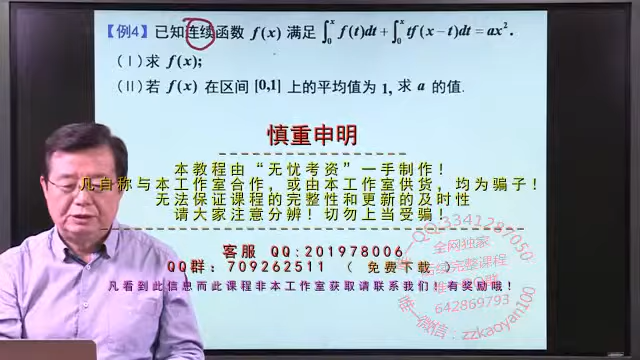 【例4】已知连续函数 f(x) 满足 ∫₀ˣ f(t)dt + ∫₀ˣ tf(x−t)dt = ax².
(Ⅰ) 求 f(x);
(Ⅱ) 若 f(x) 在区间 [0,1] 上的平均值为 1, 求 a 的值.
慎重申明
本教程由“无忧考资”一手制作！
凡自称与本工作室合作，或由本工作室供货，均为骗子！
无法保证课程的完整性和更新的及时性
请大家注意分辨！切勿上当受骗！
客服 QQ:201978006
QQ群：709262511 （ 免费下载 ）
凡看到此信息而此课程非本工作室获取请联系我们！有奖励哦！
QQ3341287050
全网独家
完整课程
642869793
唯一微信：zzkaoyan100